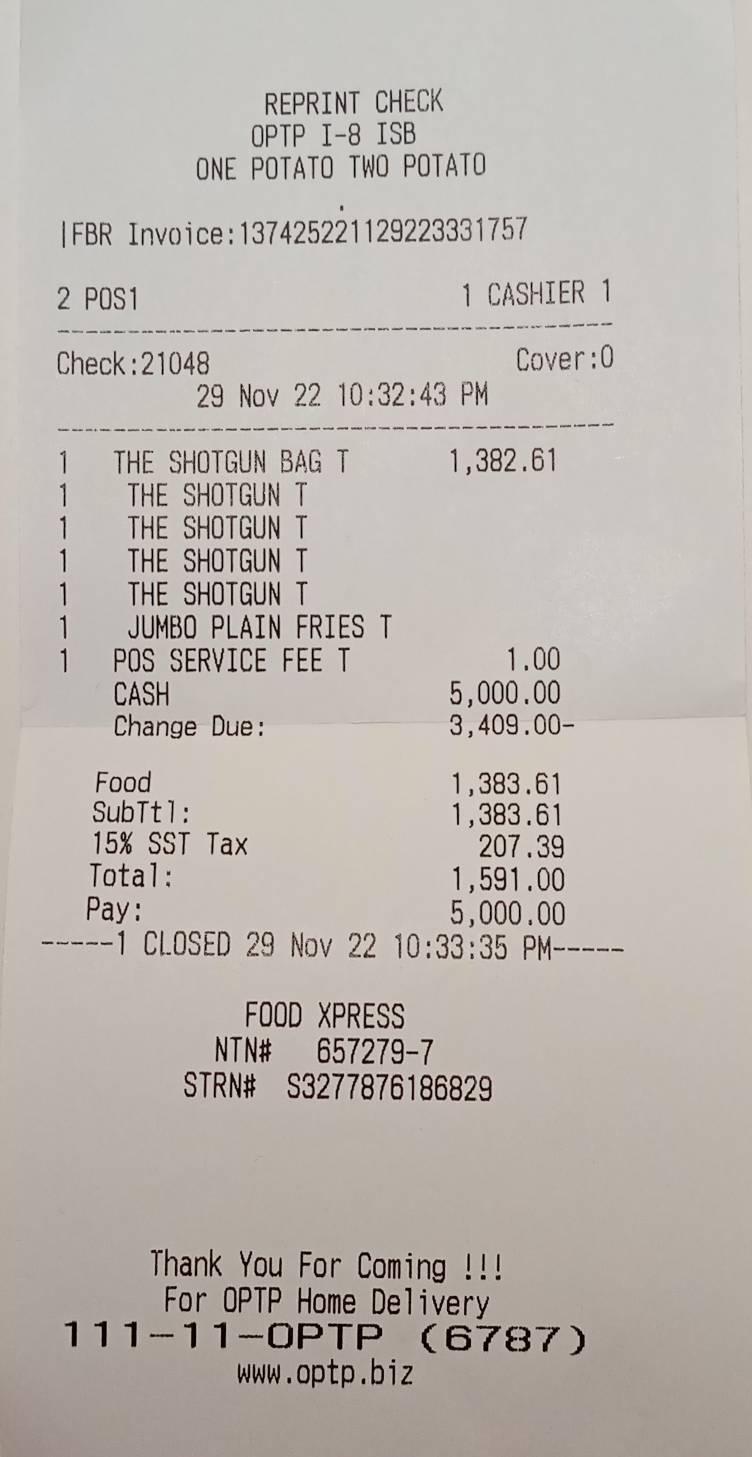 REPRINT CHECK
OPTP I-8 ISB
ONE POTATO TWO POTATO
|FBR Invoice:137425221129223331757
2 POS1 1 CASHIER 1
Check:21048 Cover:0
29 Nov 22 10:32:43 PM
1 THE SHOTGUN BAG T 1,382.61
1 THE SHOTGUN T
1 THE SHOTGUN T
1 THE SHOTGUN T
1 THE SHOTGUN T
1 JUMBO PLAIN FRIES T
1 POS SERVICE FEE T 1.00
CASH 5,000.00
Change Due: 3,409.00-
Food 1,383.61
SubTtl: 1,383.61
15% SST Tax 207.39
Total: 1,591.00
Pay: 5,000.00
-----1 CLOSED 29 Nov 22 10:33:35 PM-----
FOOD XPRESS
NTN# 657279-7
STRN# S3277876186829
Thank You For Coming !!!
For OPTP Home Delivery
111-11-OPTP (6787)
www.optp.biz